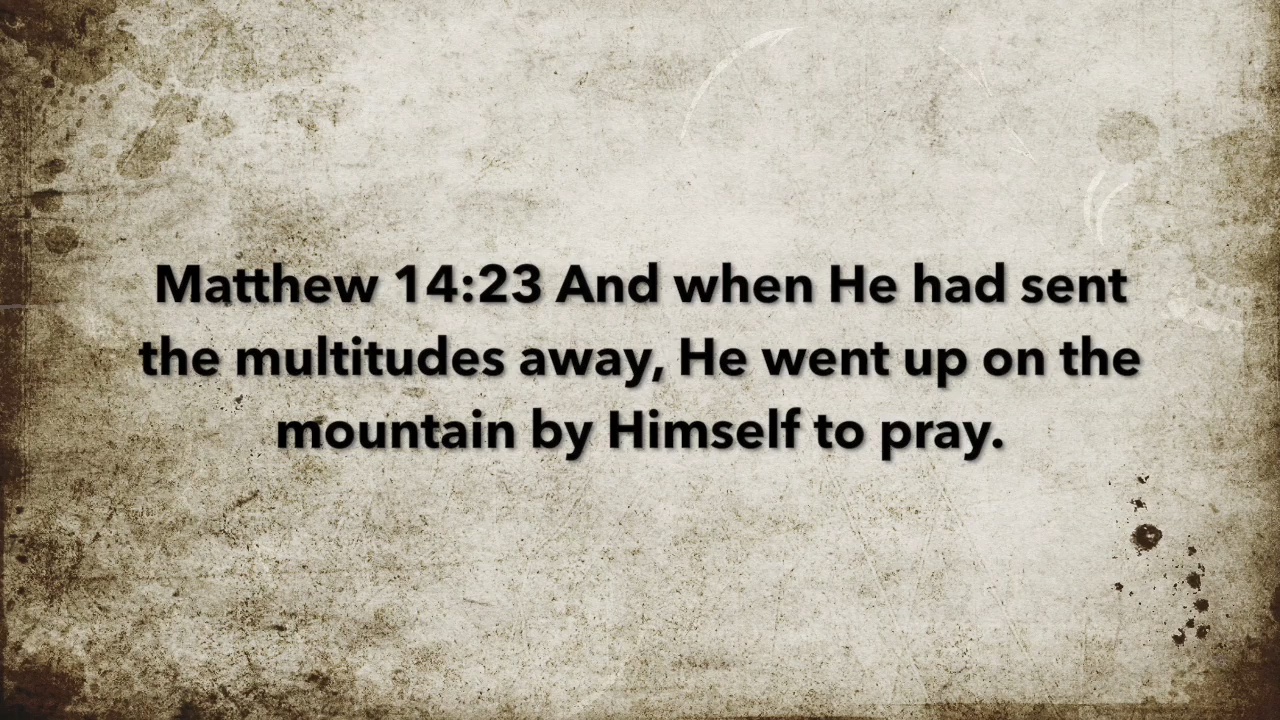 Matthew 14:23 And when He had sent
the multitudes away, He went up on the
mountain by Himself to pray.